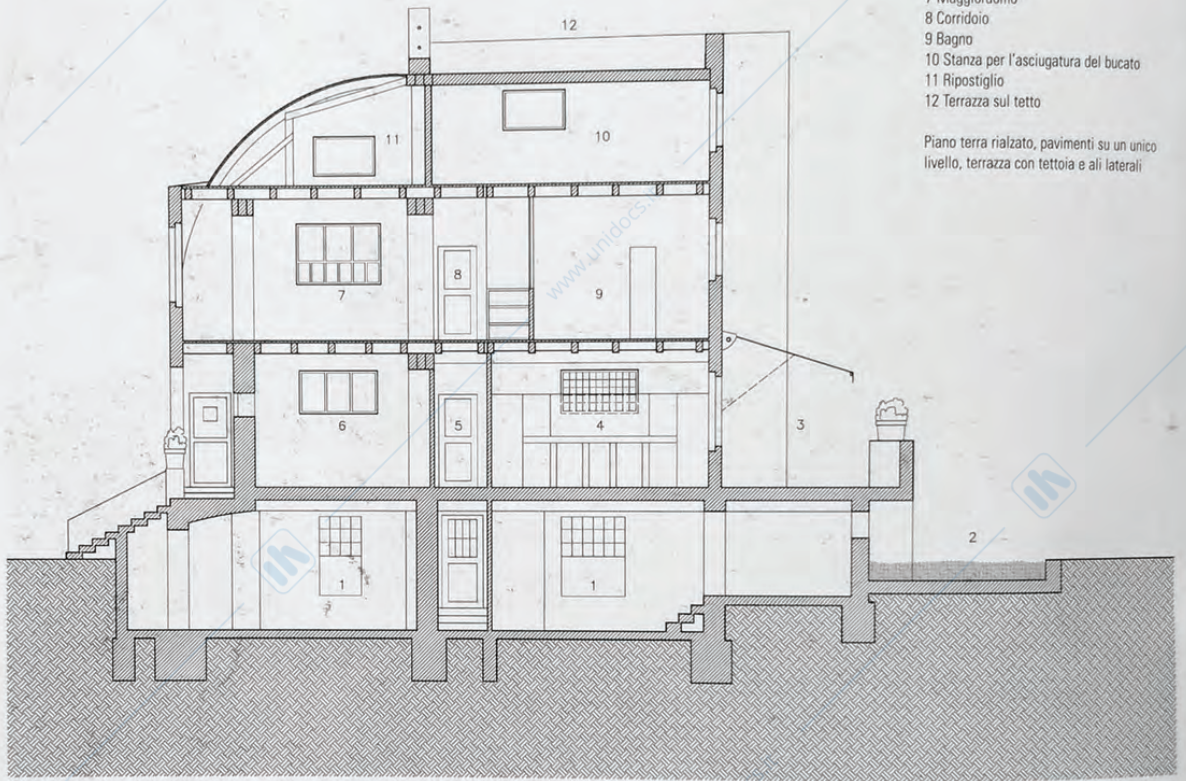 8 Corridoio
9 Bagno
10 Stanza per l'asciugatura del bucato
11 Ripostiglio
12 Terrazza sul tetto
Piano terra rialzato, pavimenti su un unico
livello, terrazza con tettoia e ali laterali
12
11
10
7
8
9
6
5
4
3
2
1
1
www.unidocs.